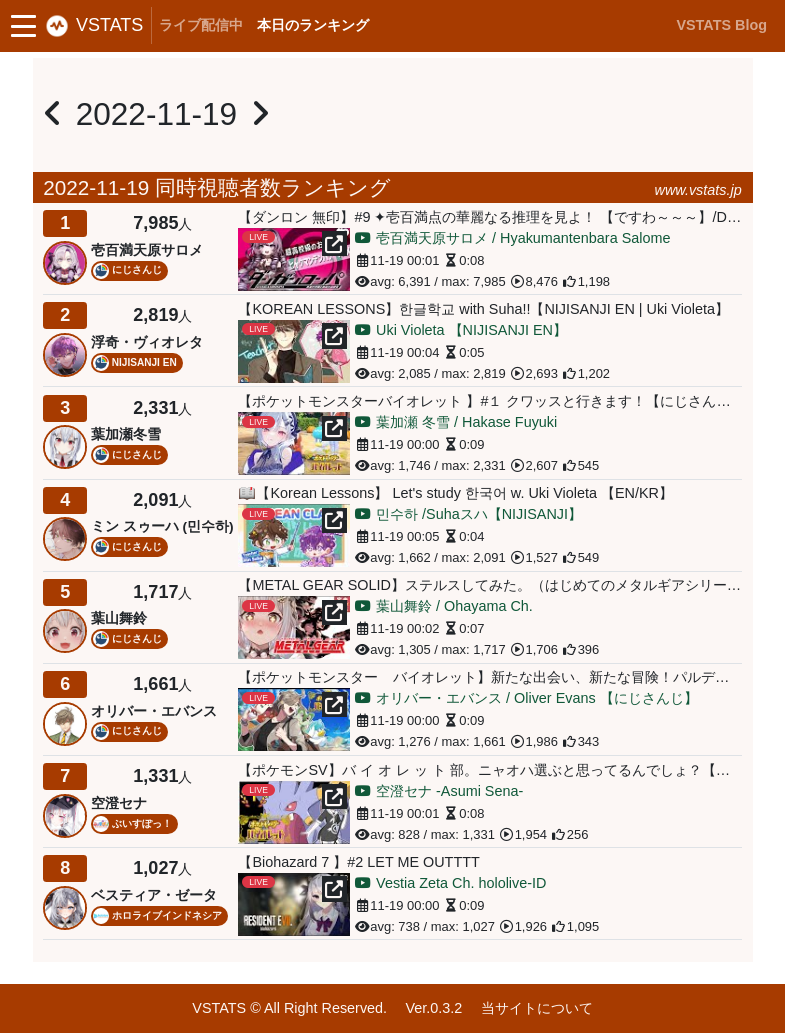 VSTATS ライブ配信中 本日のランキング VSTATS Blog
2022-11-19
2022-11-19 同時視聴者数ランキング www.vstats.jp
1 7,985人
壱百満天原サロメ
にじさんじ
【ダンロン 無印】#9 ✦壱百満点の華麗なる推理を見よ！ 【ですわ～～～】/D…
LIVE
壱百満天原サロメ / Hyakumantenbara Salome
11-19 00:01 0:08
avg: 6,391 / max: 7,985 8,476 1,198
2 2,819人
浮奇・ヴィオレタ
NIJISANJI EN
【KOREAN LESSONS】한글학교 with Suha!!【NIJISANJI EN | Uki Violeta】
LIVE
Uki Violeta 【NIJISANJI EN】
11-19 00:04 0:05
avg: 2,085 / max: 2,819 2,693 1,202
3 2,331人
葉加瀬冬雪
にじさんじ
【ポケットモンスターバイオレット 】#１ クワッスと行きます！【にじさん…
LIVE
葉加瀬 冬雪 / Hakase Fuyuki
11-19 00:00 0:09
avg: 1,746 / max: 2,331 2,607 545
4 2,091人
ミン スゥーハ (민수하)
にじさんじ
📖【Korean Lessons】 Let's study 한국어 w. Uki Violeta 【EN/KR】
LIVE
민수하 /Suhaスハ【NIJISANJI】
11-19 00:05 0:04
avg: 1,662 / max: 2,091 1,527 549
5 1,717人
葉山舞鈴
にじさんじ
【METAL GEAR SOLID】ステルスしてみた。（はじめてのメタルギアシリー…
LIVE
METAL GEAR
葉山舞鈴 / Ohayama Ch.
11-19 00:02 0:07
avg: 1,305 / max: 1,717 1,706 396
6 1,661人
オリバー・エバンス
にじさんじ
【ポケットモンスター　バイオレット】新たな出会い、新たな冒険！パルデ…
LIVE
オリバー・エバンス / Oliver Evans 【にじさんじ】
11-19 00:00 0:09
avg: 1,276 / max: 1,661 1,986 343
7 1,331人
空澄セナ
ぶいすぽっ！
【ポケモンSV】バ イ オ レ ッ ト 部。ニャオハ選ぶと思ってるんでしょ？【…
LIVE
空澄セナ -Asumi Sena-
11-19 00:01 0:08
avg: 828 / max: 1,331 1,954 256
8 1,027人
ベスティア・ゼータ
ホロライブインドネシア
【Biohazard 7 】#2 LET ME OUTTTT
LIVE
RESIDENT EVIL
Vestia Zeta Ch. hololive-ID
11-19 00:00 0:09
avg: 738 / max: 1,027 1,926 1,095
VSTATS © All Right Reserved. Ver.0.3.2 当サイトについて